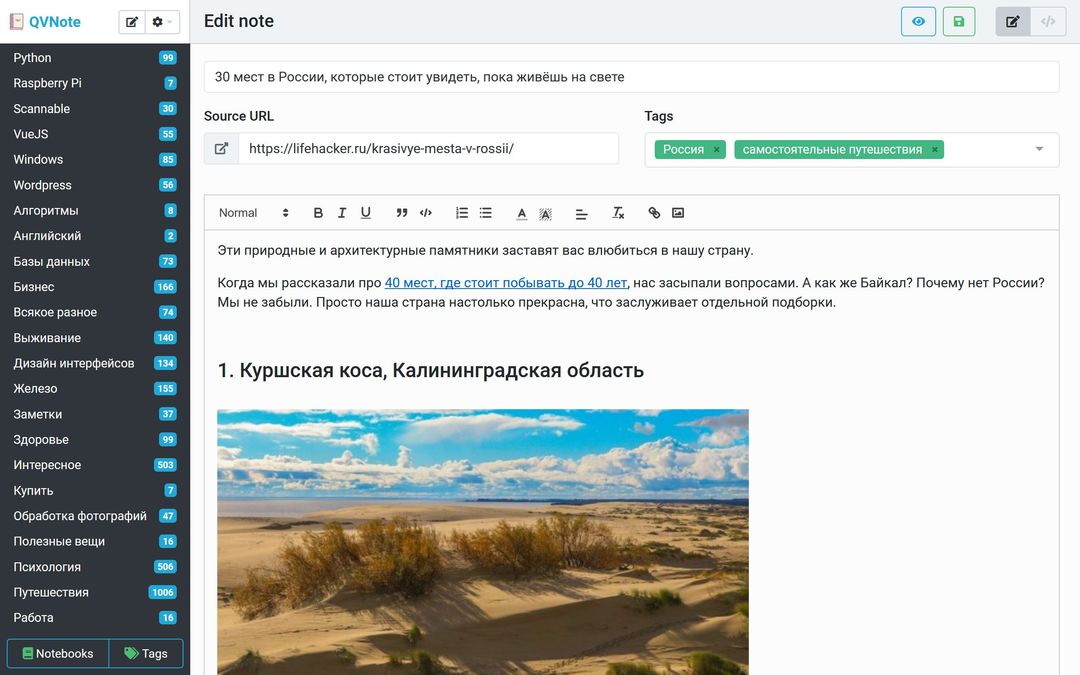 QVNote
Python 99
Raspberry Pi 7
Scannable 30
VueJS 55
Windows 85
Wordpress 56
Алгоритмы 8
Английский 2
Базы данных 73
Бизнес 166
Всякое разное 74
Выживание 140
Дизайн интерфейсов 134
Железо 155
Заметки 37
Здоровье 99
Интересное 503
Купить 7
Обработка фотографий 47
Полезные вещи 16
Психология 506
Путешествия 1006
Работа 16
Notebooks Tags
Edit note
30 мест в России, которые стоит увидеть, пока живёшь на свете
Source URL
https://lifehacker.ru/krasivye-mesta-v-rossii/
Tags
Россия × самостоятельные путешествия ×
Normal
Эти природные и архитектурные памятники заставят вас влюбиться в нашу страну.
Когда мы рассказали про 40 мест, где стоит побывать до 40 лет, нас засыпали вопросами. А как же Байкал? Почему нет России?
Мы не забыли. Просто наша страна настолько прекрасна, что заслуживает отдельной подборки.
1. Куршская коса, Калининградская область